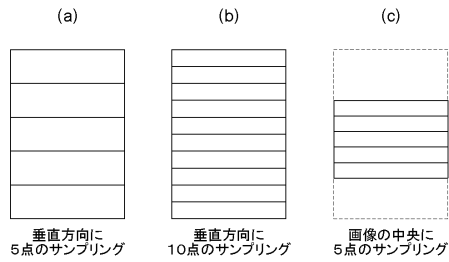 (a)
(b)
(c)
垂直方向に
5点のサンプリング
垂直方向に
10点のサンプリング
画像の中央に
5点のサンプリング